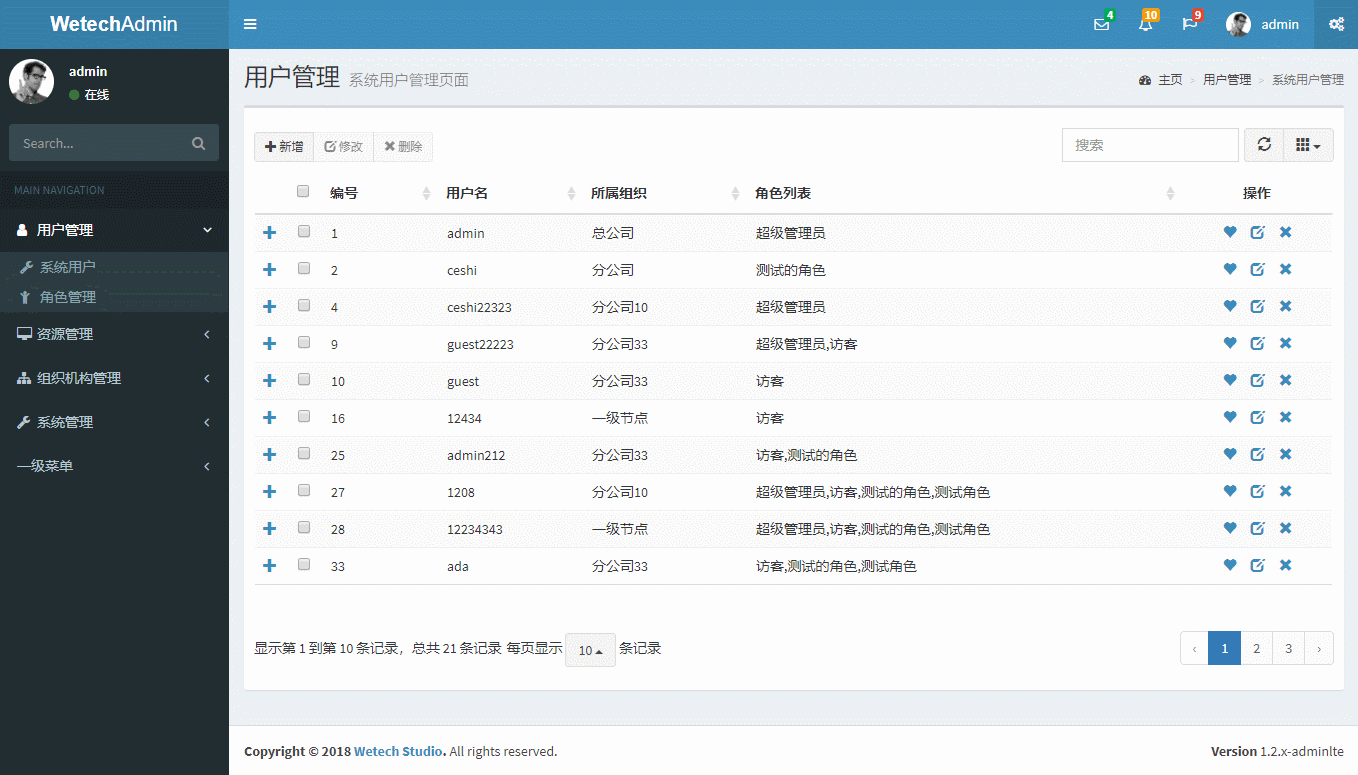 WetechAdmin
4
10
9
admin
admin
在线
Search...
MAIN NAVIGATION
用户管理
系统用户
角色管理
资源管理
组织机构管理
系统管理
一级菜单
用户管理 系统用户管理页面
主页 > 用户管理 > 系统用户管理
新增 修改 删除
搜索
编号 用户名 所属组织 角色列表 操作
1 admin 总公司 超级管理员
2 ceshi 分公司 测试的角色
4 ceshi22323 分公司10 超级管理员
9 guest22223 分公司33 超级管理员,访客
10 guest 分公司33 访客
16 12434 一级节点 访客
25 admin212 分公司33 访客,测试的角色
27 1208 分公司10 超级管理员,访客,测试的角色,测试角色
28 12234343 一级节点 超级管理员,访客,测试的角色,测试角色
33 ada 分公司33 访客,测试的角色,测试角色
显示第 1 到第 10 条记录，总共 21 条记录 每页显示 10 条记录
‹ 1 2 3 ›
Copyright © 2018 Wetech Studio. All rights reserved.
Version 1.2.x-adminlte